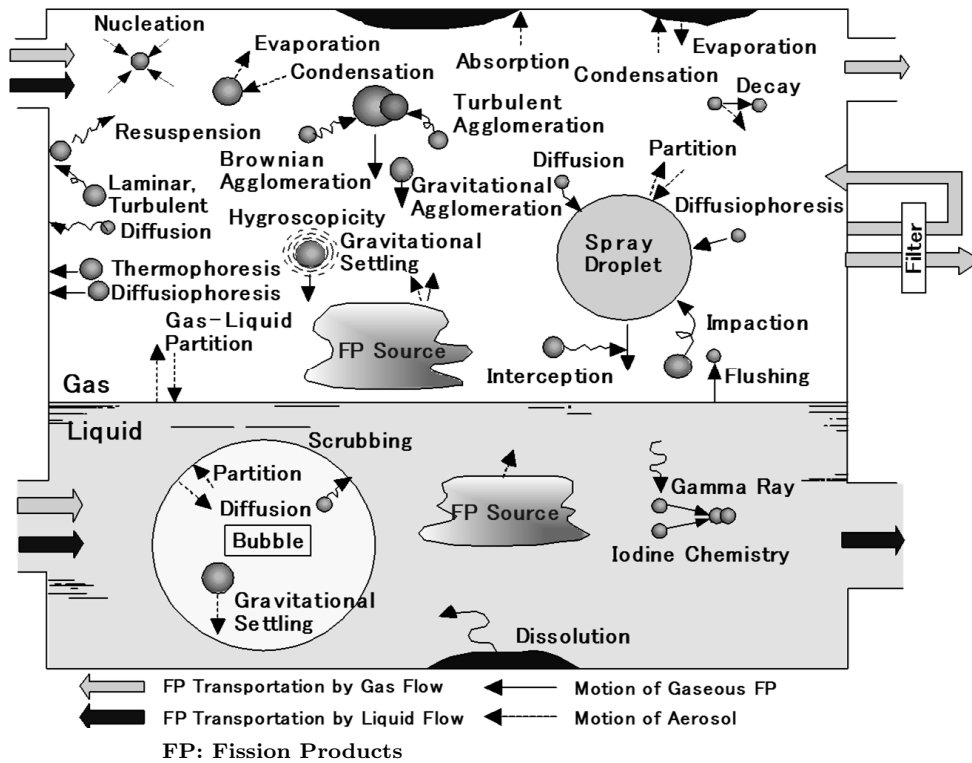 Nucleation
Evaporation
Condensation
Absorption
Evaporation
Condensation
Decay
Resuspension
Turbulent
Agglomeration
Brownian
Agglomeration
Diffusion
Partition
Laminar,
Turbulent
Gravitational
Agglomeration
Diffusiophoresis
Diffusion
Hygroscopicity
Gravitational
Settling
Spray
Droplet
Filter
Thermophoresis
Diffusiophoresis
Gas-Liquid
Partition
FP Source
Impaction
Interception
Flushing
Gas
Liquid
Scrubbing
Partition
Diffusion
Bubble
Gravitational
Settling
FP Source
Gamma Ray
Iodine Chemistry
Dissolution
FP Transportation by Gas Flow
Motion of Gaseous FP
FP Transportation by Liquid Flow
Motion of Aerosol
FP: Fission Products